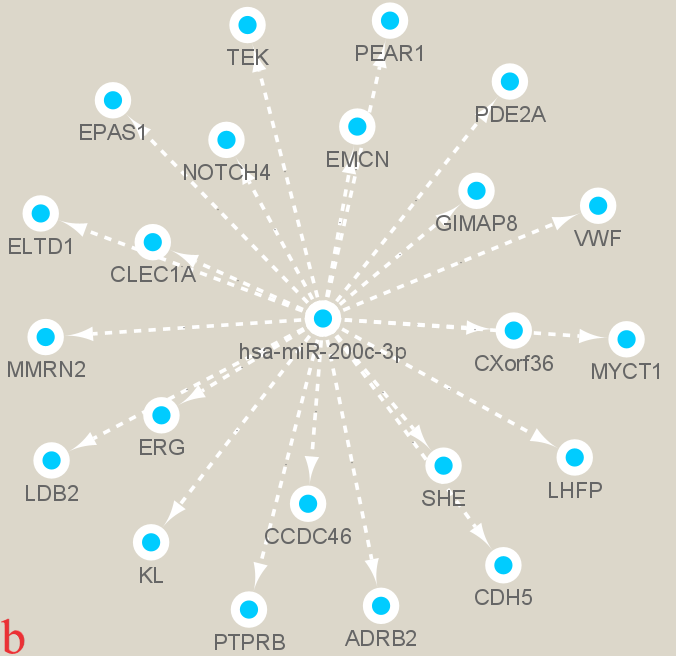 TEK
PEAR1
PDE2A
EPAS1
NOTCH4
EMCN
GIMAP8
VWF
ELTD1
CLEC1A
hsa-miR-200c-3p
MMRN2
CXorf36
MYCT1
ERG
LDB2
SHE
LHFP
CCDC46
KL
CDH5
PTPRB
ADRB2
b